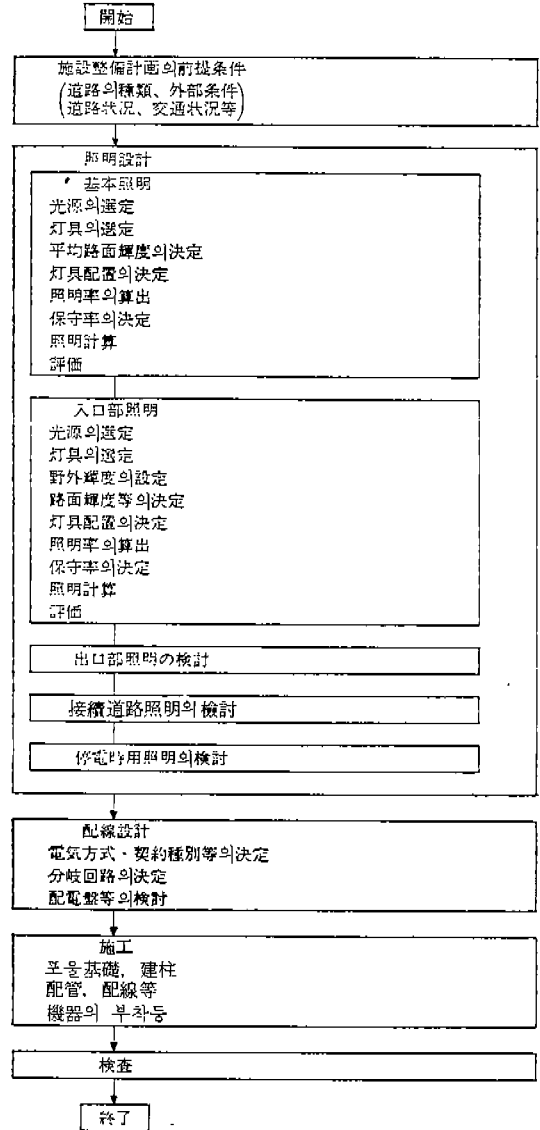 開始
施設整備計画의前提条件
(道路의種類、外部条件
道路状況、交通状況等)
照明設計
基本照明
光源의選定
灯具의選定
平均路面輝度의決定
灯具配置의決定
照明率의算出
保守率의決定
照明計算
評価
入口部照明
光源의選定
灯具의選定
野外輝度의設定
路面輝度等의決定
灯具配置의決定
照明率의算出
保守率의決定
照明計算
評価
出口部照明の検討
接續道路照明의檢討
停電時用照明의検討
配線設計
電気方式・契約種別等의決定
分岐回路의決定
配電盤等의検討
施工
포울基礎, 建柱
配管, 配線等
機器의 부착등
検査
終了